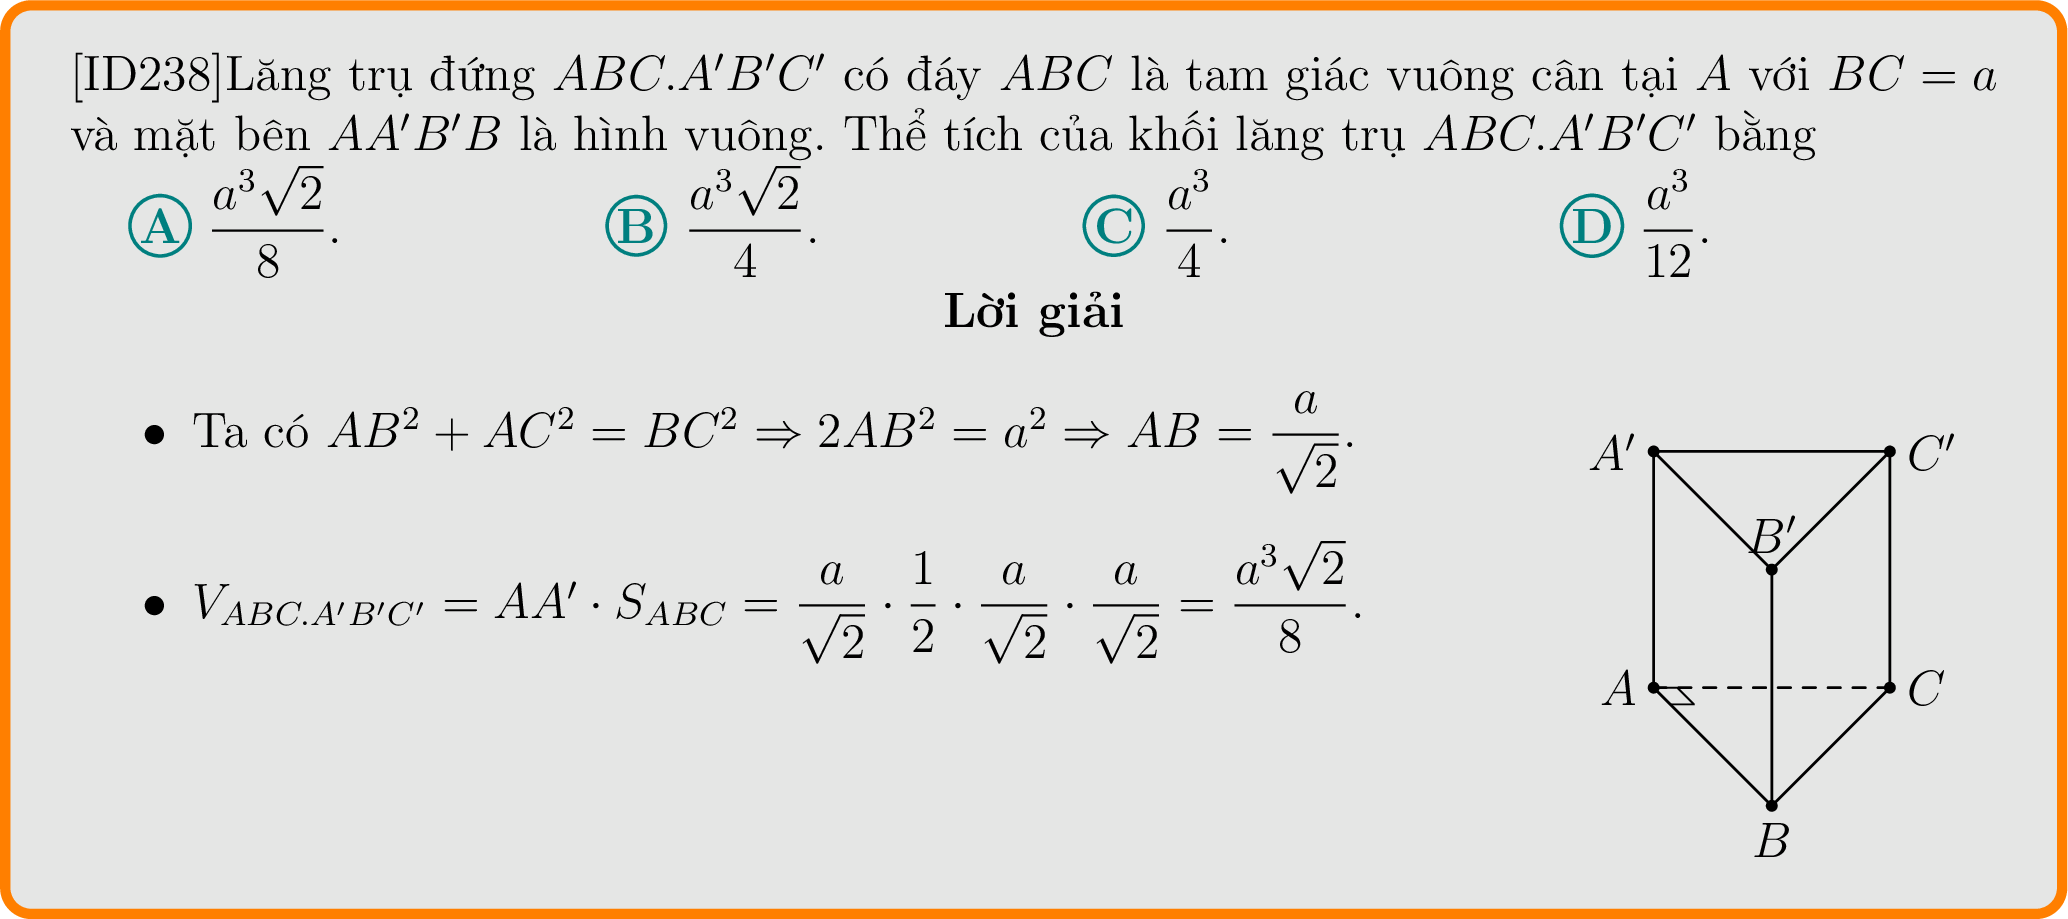 [ID238]Lăng trụ đứng ABC.A′B′C′ có đáy ABC là tam giác vuông cân tại A với BC = a
và mặt bên AA′B′B là hình vuông. Thể tích của khối lăng trụ ABC.A′B′C′ bằng
A $\frac{a^3\sqrt{2}}{8}$. B $\frac{a^3\sqrt{2}}{4}$. C $\frac{a^3}{4}$. D $\frac{a^3}{12}$.
Lời giải
• Ta có $AB^2 + AC^2 = BC^2 \Rightarrow 2AB^2 = a^2 \Rightarrow AB = \frac{a}{\sqrt{2}}$.
• $V_{ABC.A'B'C'} = AA' \cdot S_{ABC} = \frac{a}{\sqrt{2}} \cdot \frac{1}{2} \cdot \frac{a}{\sqrt{2}} \cdot \frac{a}{\sqrt{2}} = \frac{a^3\sqrt{2}}{8}$.
A′ C′
B′
A C
B